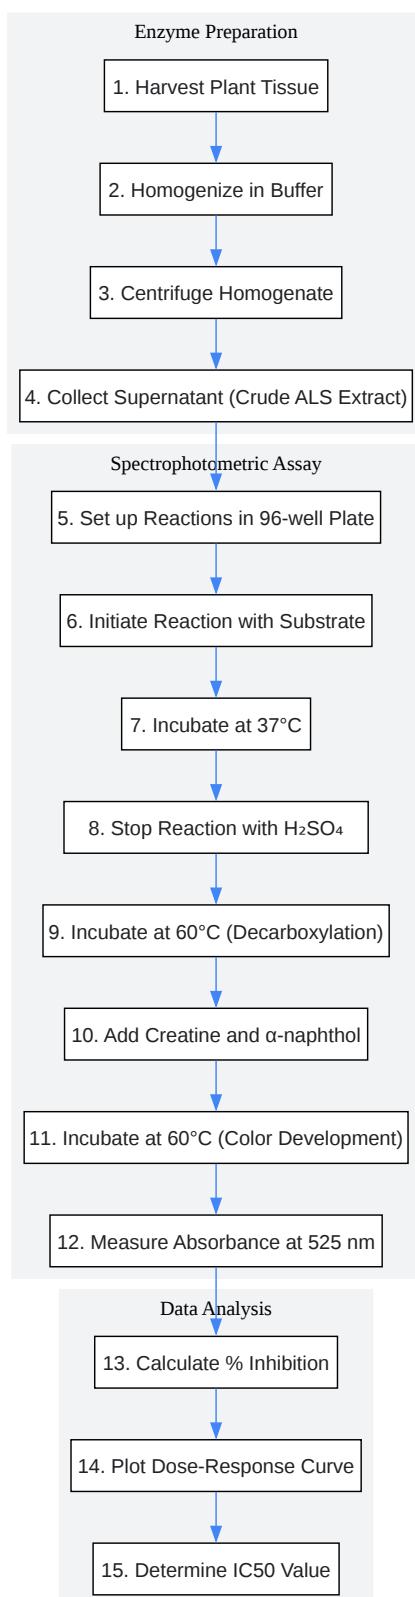 Enzyme Preparation
1. Harvest Plant Tissue
2. Homogenize in Buffer
3. Centrifuge Homogenate
4. Collect Supernatant (Crude ALS Extract)
Spectrophotometric Assay
5. Set up Reactions in 96-well Plate
6. Initiate Reaction with Substrate
7. Incubate at 37°C
8. Stop Reaction with H₂SO₄
9. Incubate at 60°C (Decarboxylation)
10. Add Creatine and α-naphthol
11. Incubate at 60°C (Color Development)
12. Measure Absorbance at 525 nm
Data Analysis
13. Calculate % Inhibition
14. Plot Dose-Response Curve
15. Determine IC50 Value